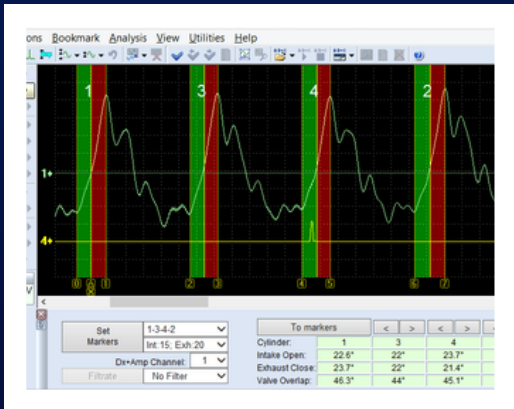 ons Bookmark Analysis View Utilities Help
1 3 4 2
1
4
0 1 2 3 4 5 6 7
V
< 
Set Markers 1-3-4-2
Int:15; Exh:20
Dx+Amp Channel: 1
Filtrate No Filter
To markers < > < >
Cylinder: 1 3 4
Intake Open: 22.6° 22° 23.7°
Exhaust Close: 23.7° 22° 21.4°
Valve Overlap: 46.3° 44° 45.1°